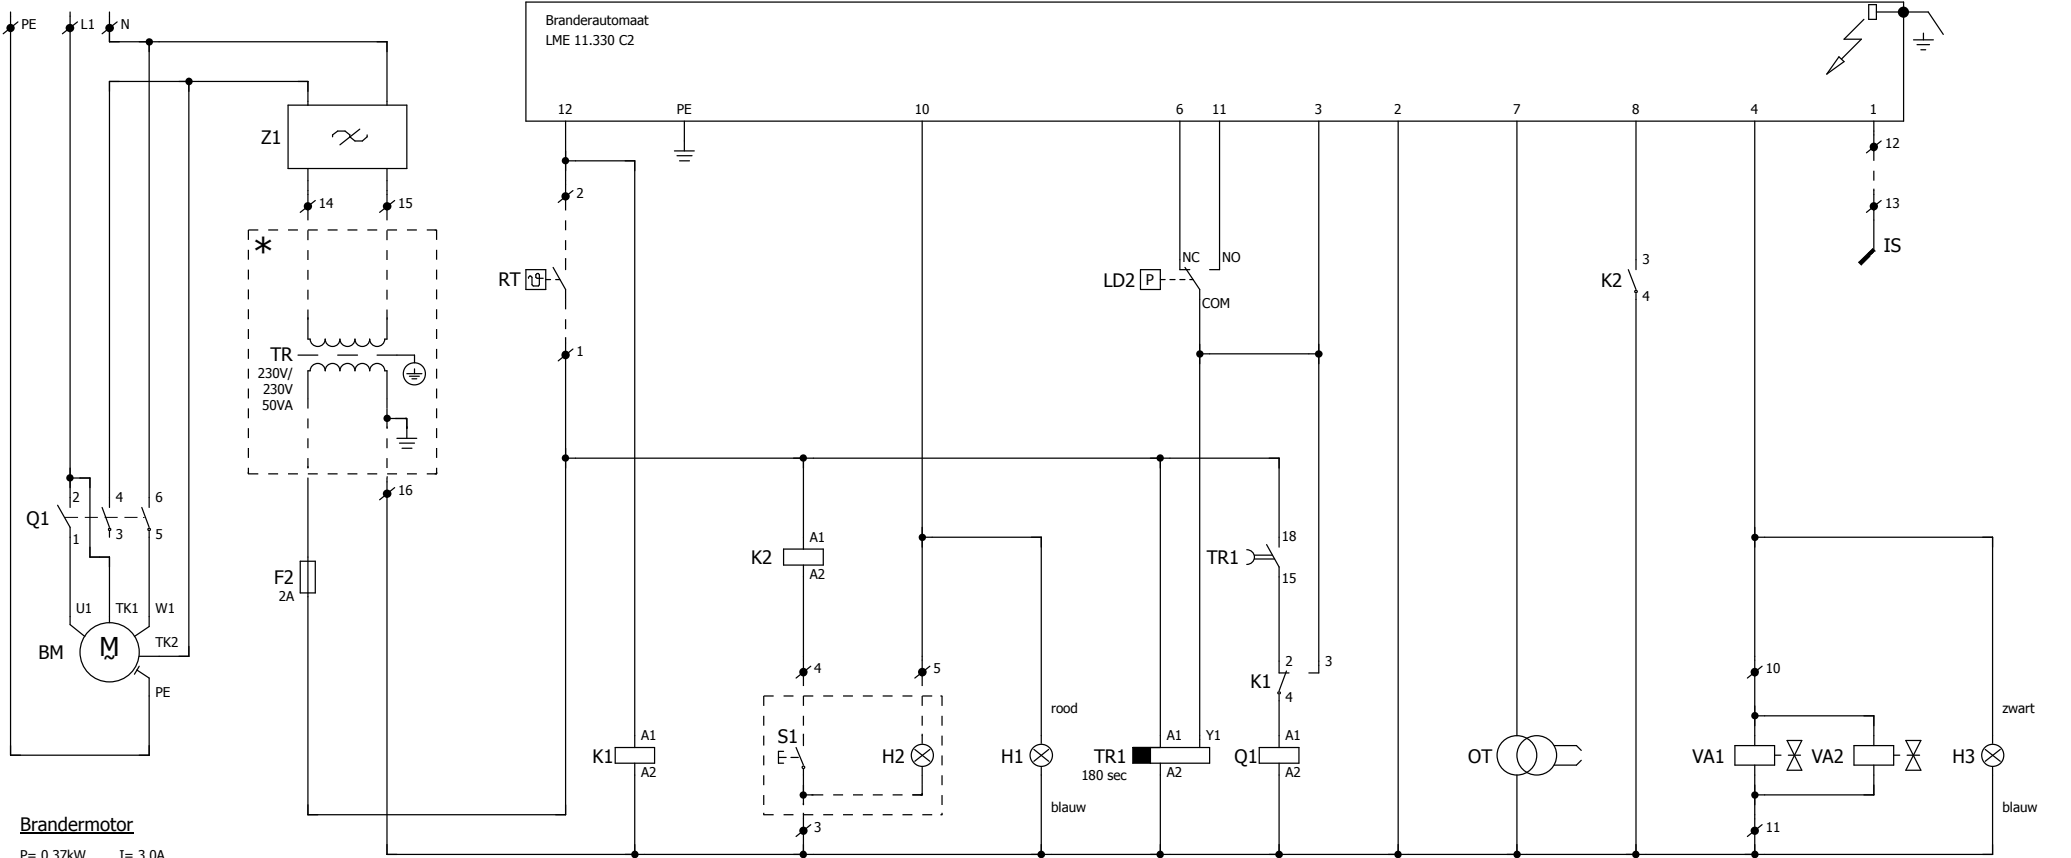 PE
L1
N
Branderautomaat
LME 11.330 C2
12
PE
10
6
11
3
2
7
8
4
1
Z1
14
15
2
12
13
IS
*
RT
1
NC
NO
LD2
P
COM
K2
3
4
TR
230V/
230V
50VA
16
Q1
2
4
6
1
3
5
F2
2A
K2
A1
A2
TR1
18
15
U1
TK1
W1
BM
M
~
TK2
PE
4
5
K1
2
3
4
10
rood
zwart
K1
A1
A2
S1
H2
H1
TR1
180 sec
A1
Y1
A2
Q1
A1
A2
OT
VA1
VA2
H3
blauw
blauw
3
11
Brandermotor
P= 0,37kW I= 3,0A